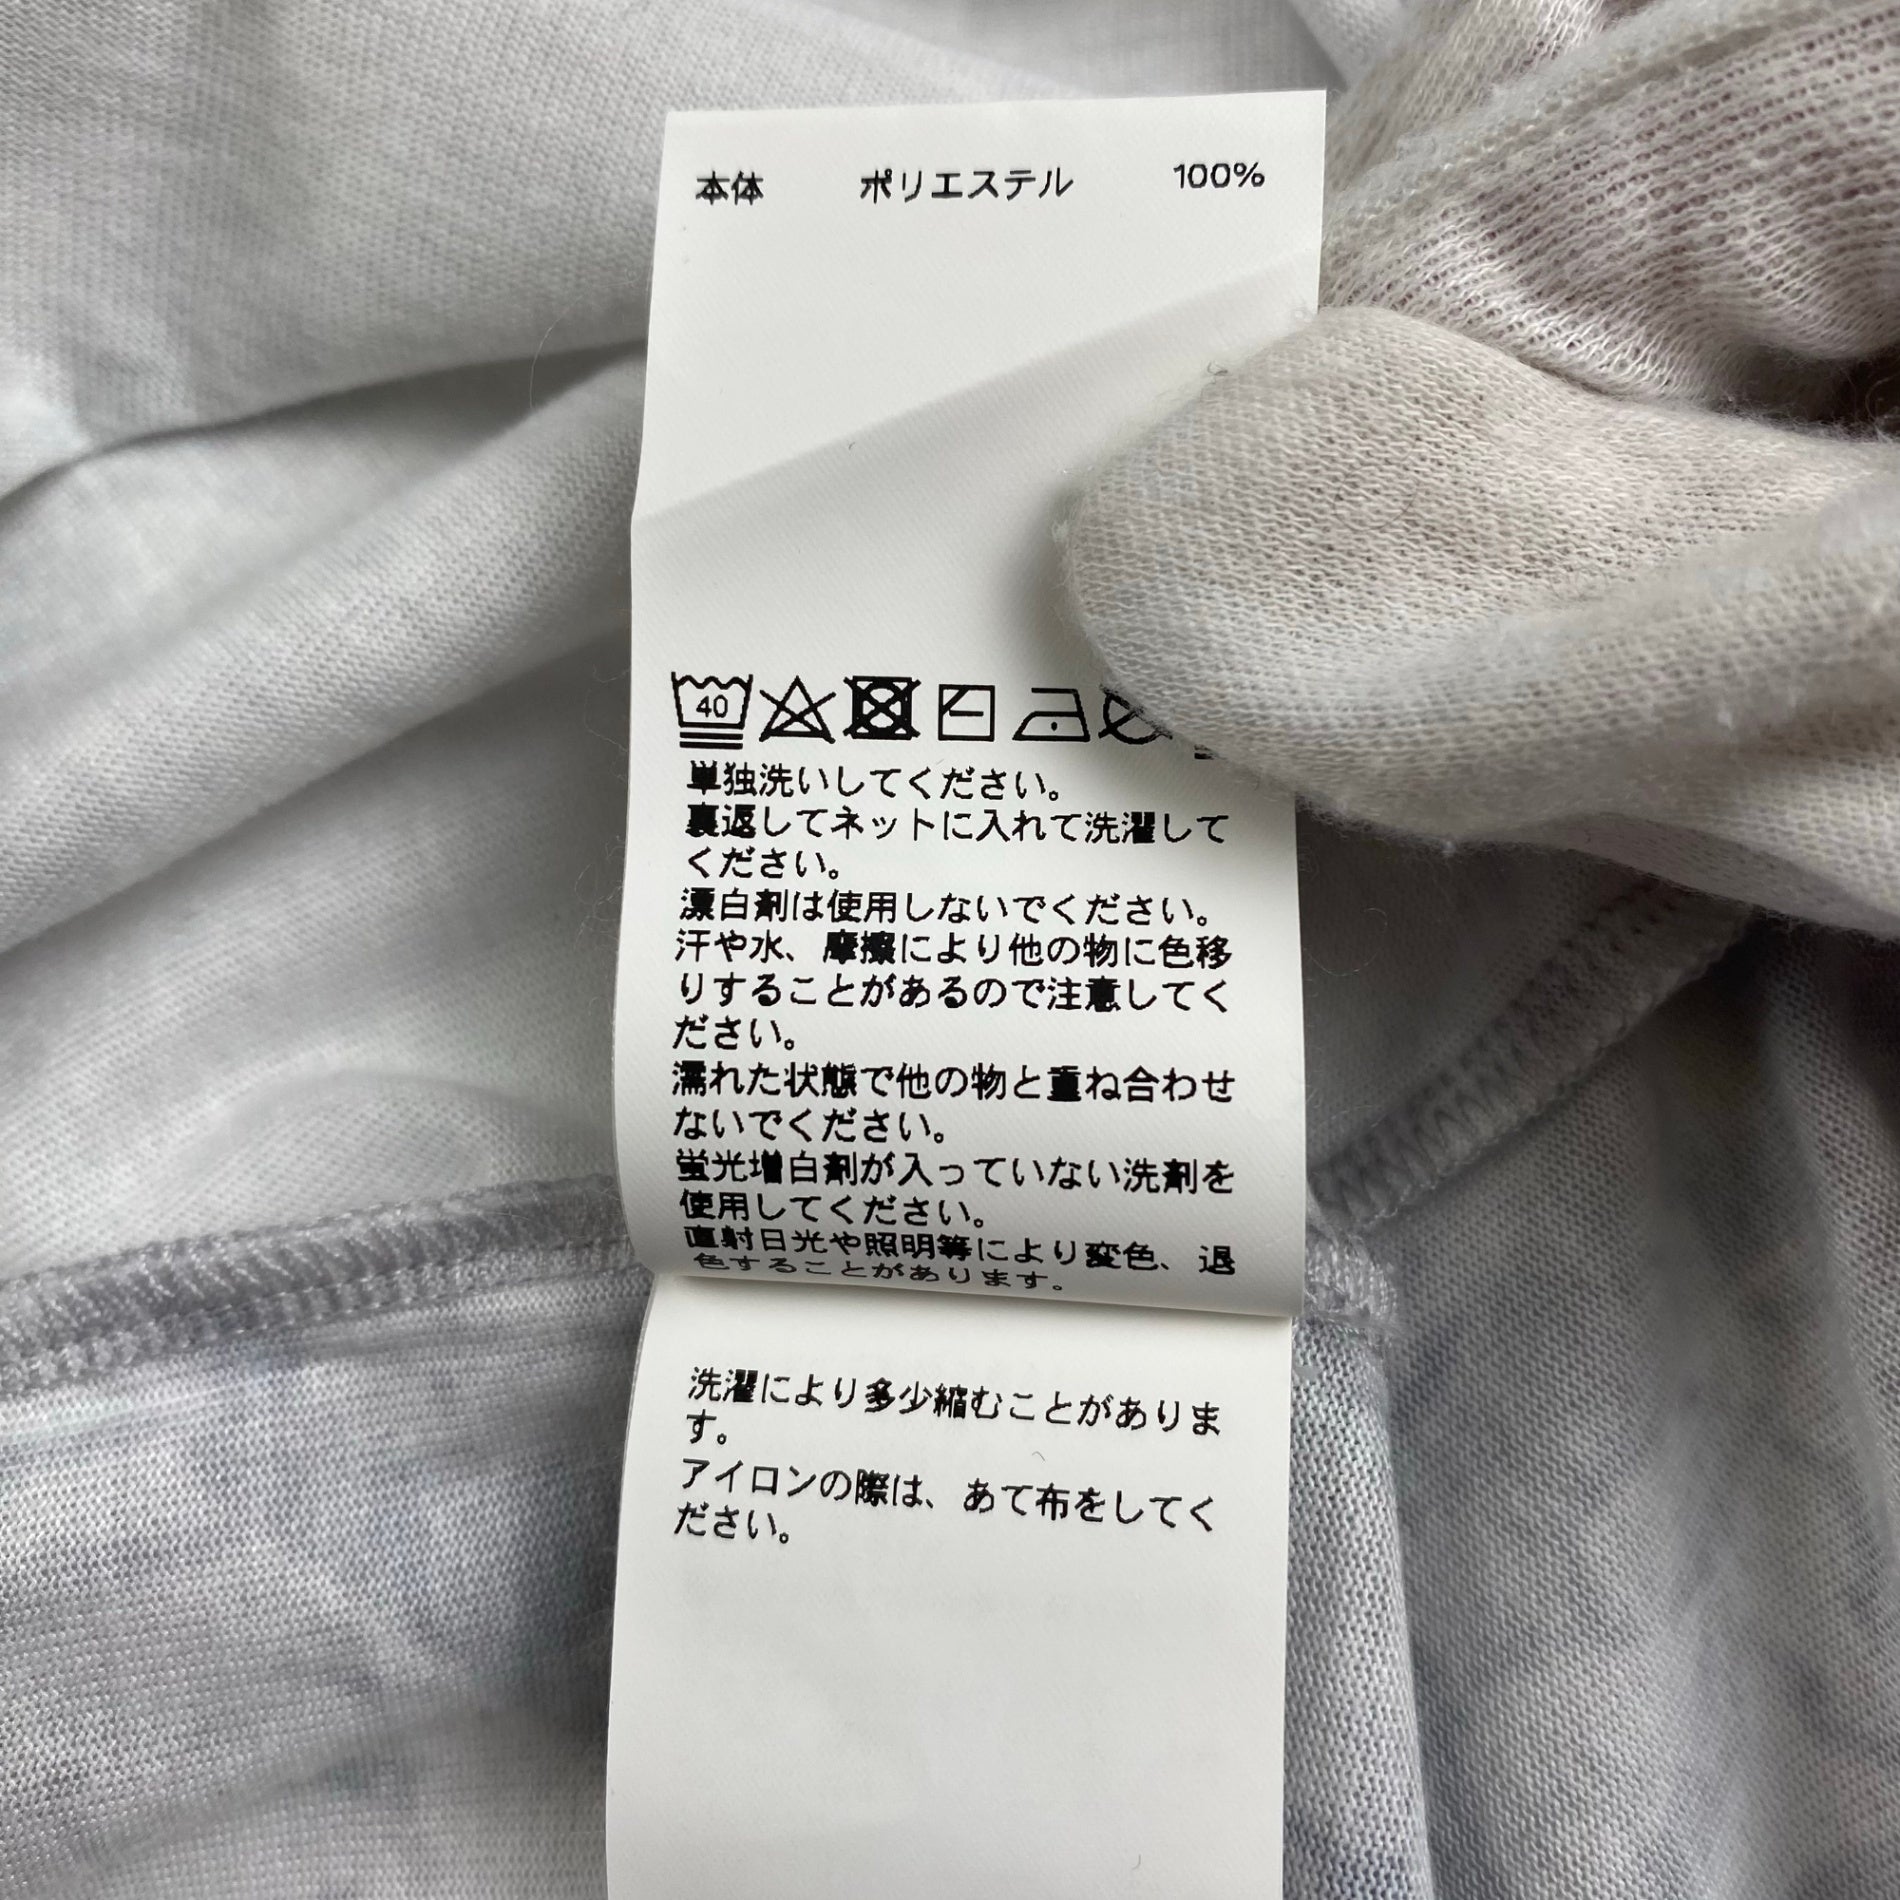 本体 ポリエステル 100%
40
単独洗いしてください。
裏返してネットに入れて洗濯して
ください。
漂白剤は使用しないでください。
汗や水、摩擦により他の物に色移
りすることがあるので注意してく
ださい。
濡れた状態で他の物と重ね合わせ
ないでください。
蛍光増白剤が入っていない洗剤を
使用してください。
直射日光や照明等により変色、退
色することがあります。
洗濯により多少縮むことがありま
す。
アイロンの際は、あて布をしてく
ださい。